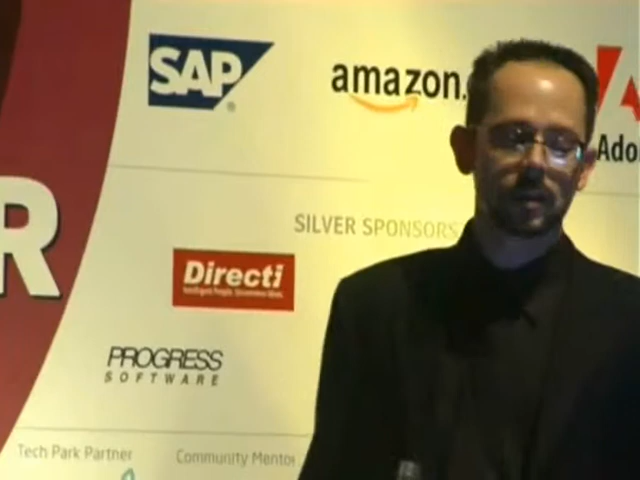 SAP
amazon.
Ado
R
SILVER SPONSORS
Directi
PROGRESS
SOFTWARE
Tech Park Partner
Community Mentor